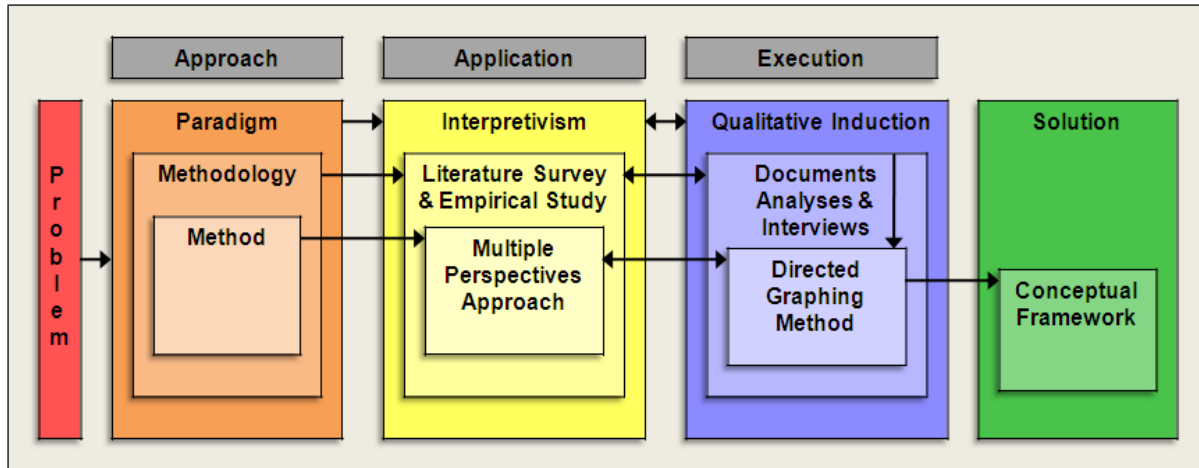 Approach
Application
Execution
Problem
Paradigm
Methodology
Method
Interpretivism
Literature Survey
& Empirical Study
Multiple
Perspectives
Approach
Qualitative Induction
Documents
Analyses &
Interviews
Directed
Graphing
Method
Solution
Conceptual
Framework